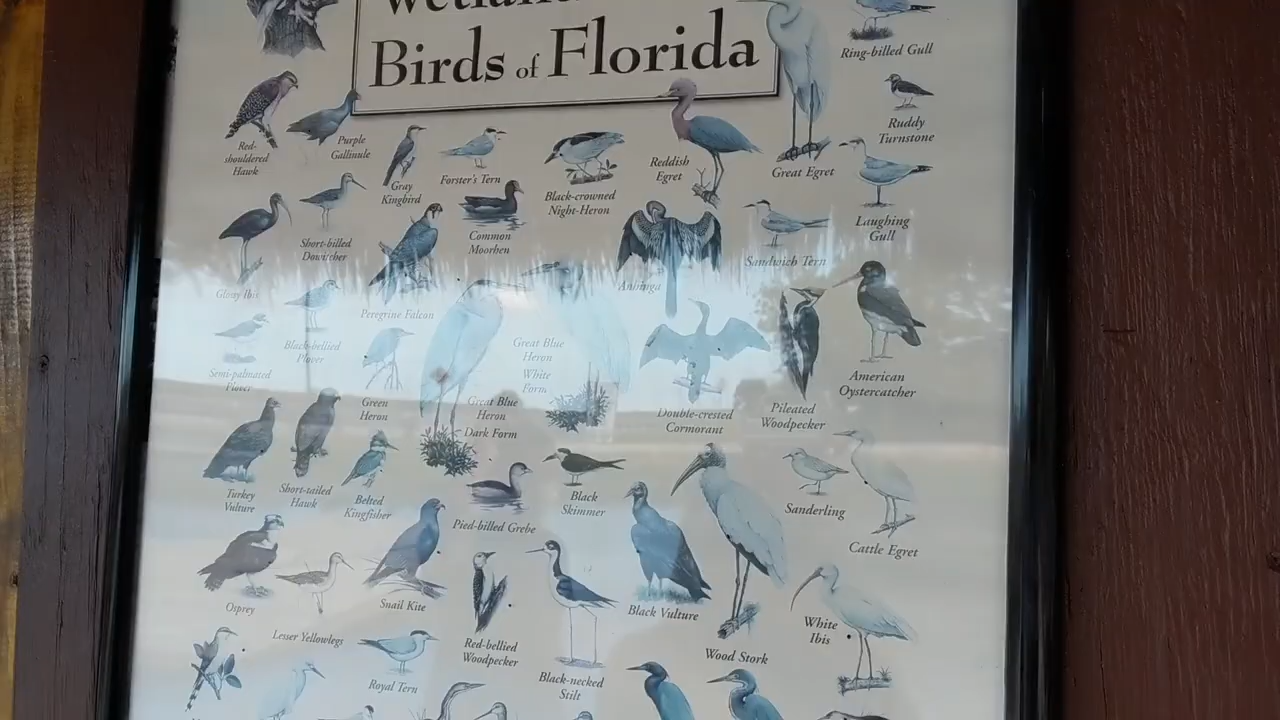 Wetland
Birds of Florida
Ring-billed Gull
Ruddy
Turnstone
Red-
shouldered
Hawk
Purple
Gallinule
Gray
Kingbird
Forster's Tern
Black-crowned
Night-Heron
Reddish
Egret
Great Egret
Laughing
Gull
Short-billed
Dowitcher
Common
Moorhen
Sandwich Tern
Glossy Ibis
Peregrine Falcon
Anhinga
Semi-palmated
Plover
Black-bellied
Plover
Green
Heron
Great Blue
Heron
White
Form
Great Blue
Heron
Dark Form
Double-crested
Cormorant
Pileated
Woodpecker
American
Oystercatcher
Turkey
Vulture
Short-tailed
Hawk
Belted
Kingfisher
Pied-billed Grebe
Black
Skimmer
Sanderling
Cattle Egret
Osprey
Lesser Yellowlegs
Snail Kite
Red-bellied
Woodpecker
Black-necked
Stilt
Black Vulture
Wood Stork
White
Ibis
Royal Tern